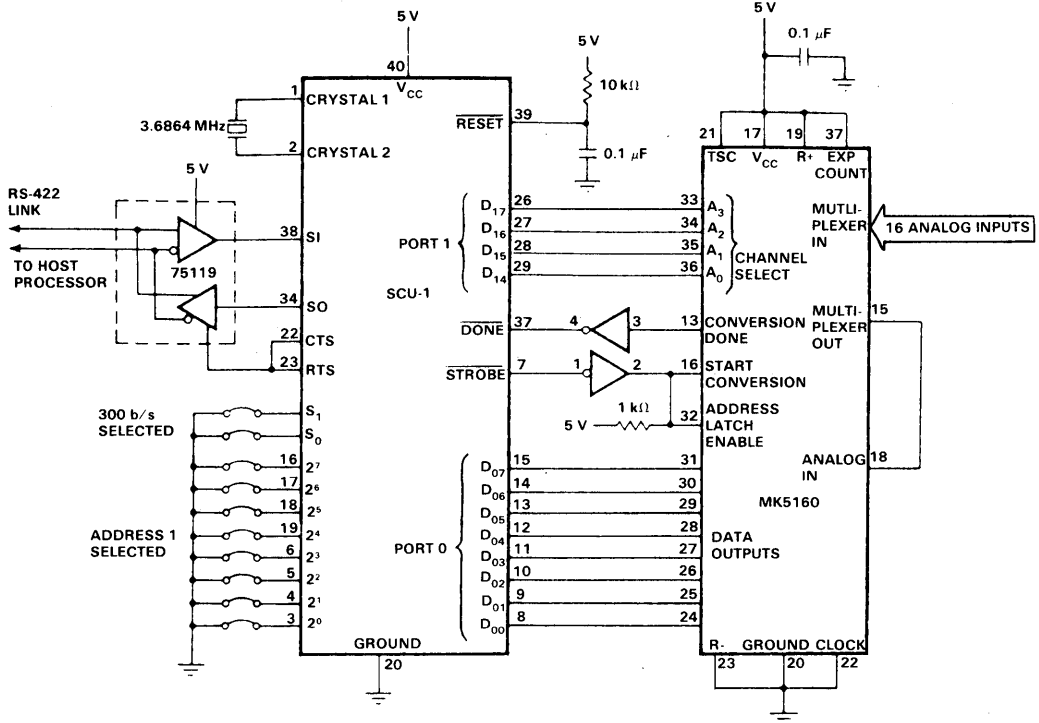 5 V
40
V_CC
1
CRYSTAL 1
3.6864 MHz
2
CRYSTAL 2
RESET
39
5 V
10 kΩ
0.1 μF
5 V
0.1 μF
21
17
19
37
TSC
V_CC
R+
EXP
COUNT
RS-422
LINK
TO HOST
PROCESSOR
5 V
75119
38
SI
34
SO
22
CTS
23
RTS
SCU-1
PORT 1
D17
26
33
A3
D16
27
34
A2
D15
28
35
A1
D14
29
36
A0
CHANNEL
SELECT
MUTLI-
PLEXER
IN
16 ANALOG INPUTS
DONE
37
4
3
13
CONVERSION
DONE
MULTI-
PLEXER
OUT
15
STROBE
7
1
2
16
START
CONVERSION
1 kΩ
5 V
32
ADDRESS
LATCH
ENABLE
300 b/s
SELECTED
S1
S0
ADDRESS 1
SELECTED
16
2⁷
17
2⁶
18
2⁵
19
2⁴
6
2³
5
2²
4
2¹
3
2⁰
PORT 0
D07
15
31
D06
14
30
D05
13
29
D04
12
28
D03
11
27
D02
10
26
D01
9
25
D00
8
24
DATA
OUTPUTS
ANALOG
IN
18
MK5160
GROUND
20
R-
GROUND
CLOCK
23
20
22